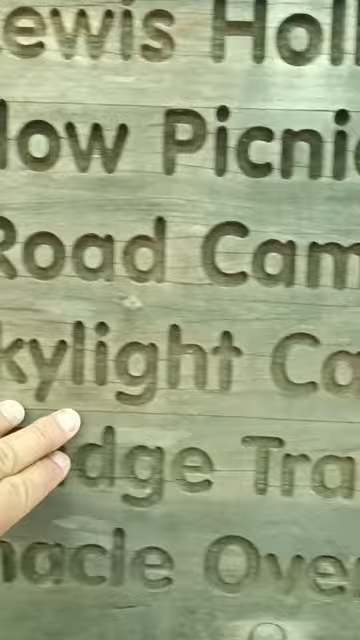 ewis Holl
low Picnic
Road Cam
kylight Ca
dge Tra
nacle Over